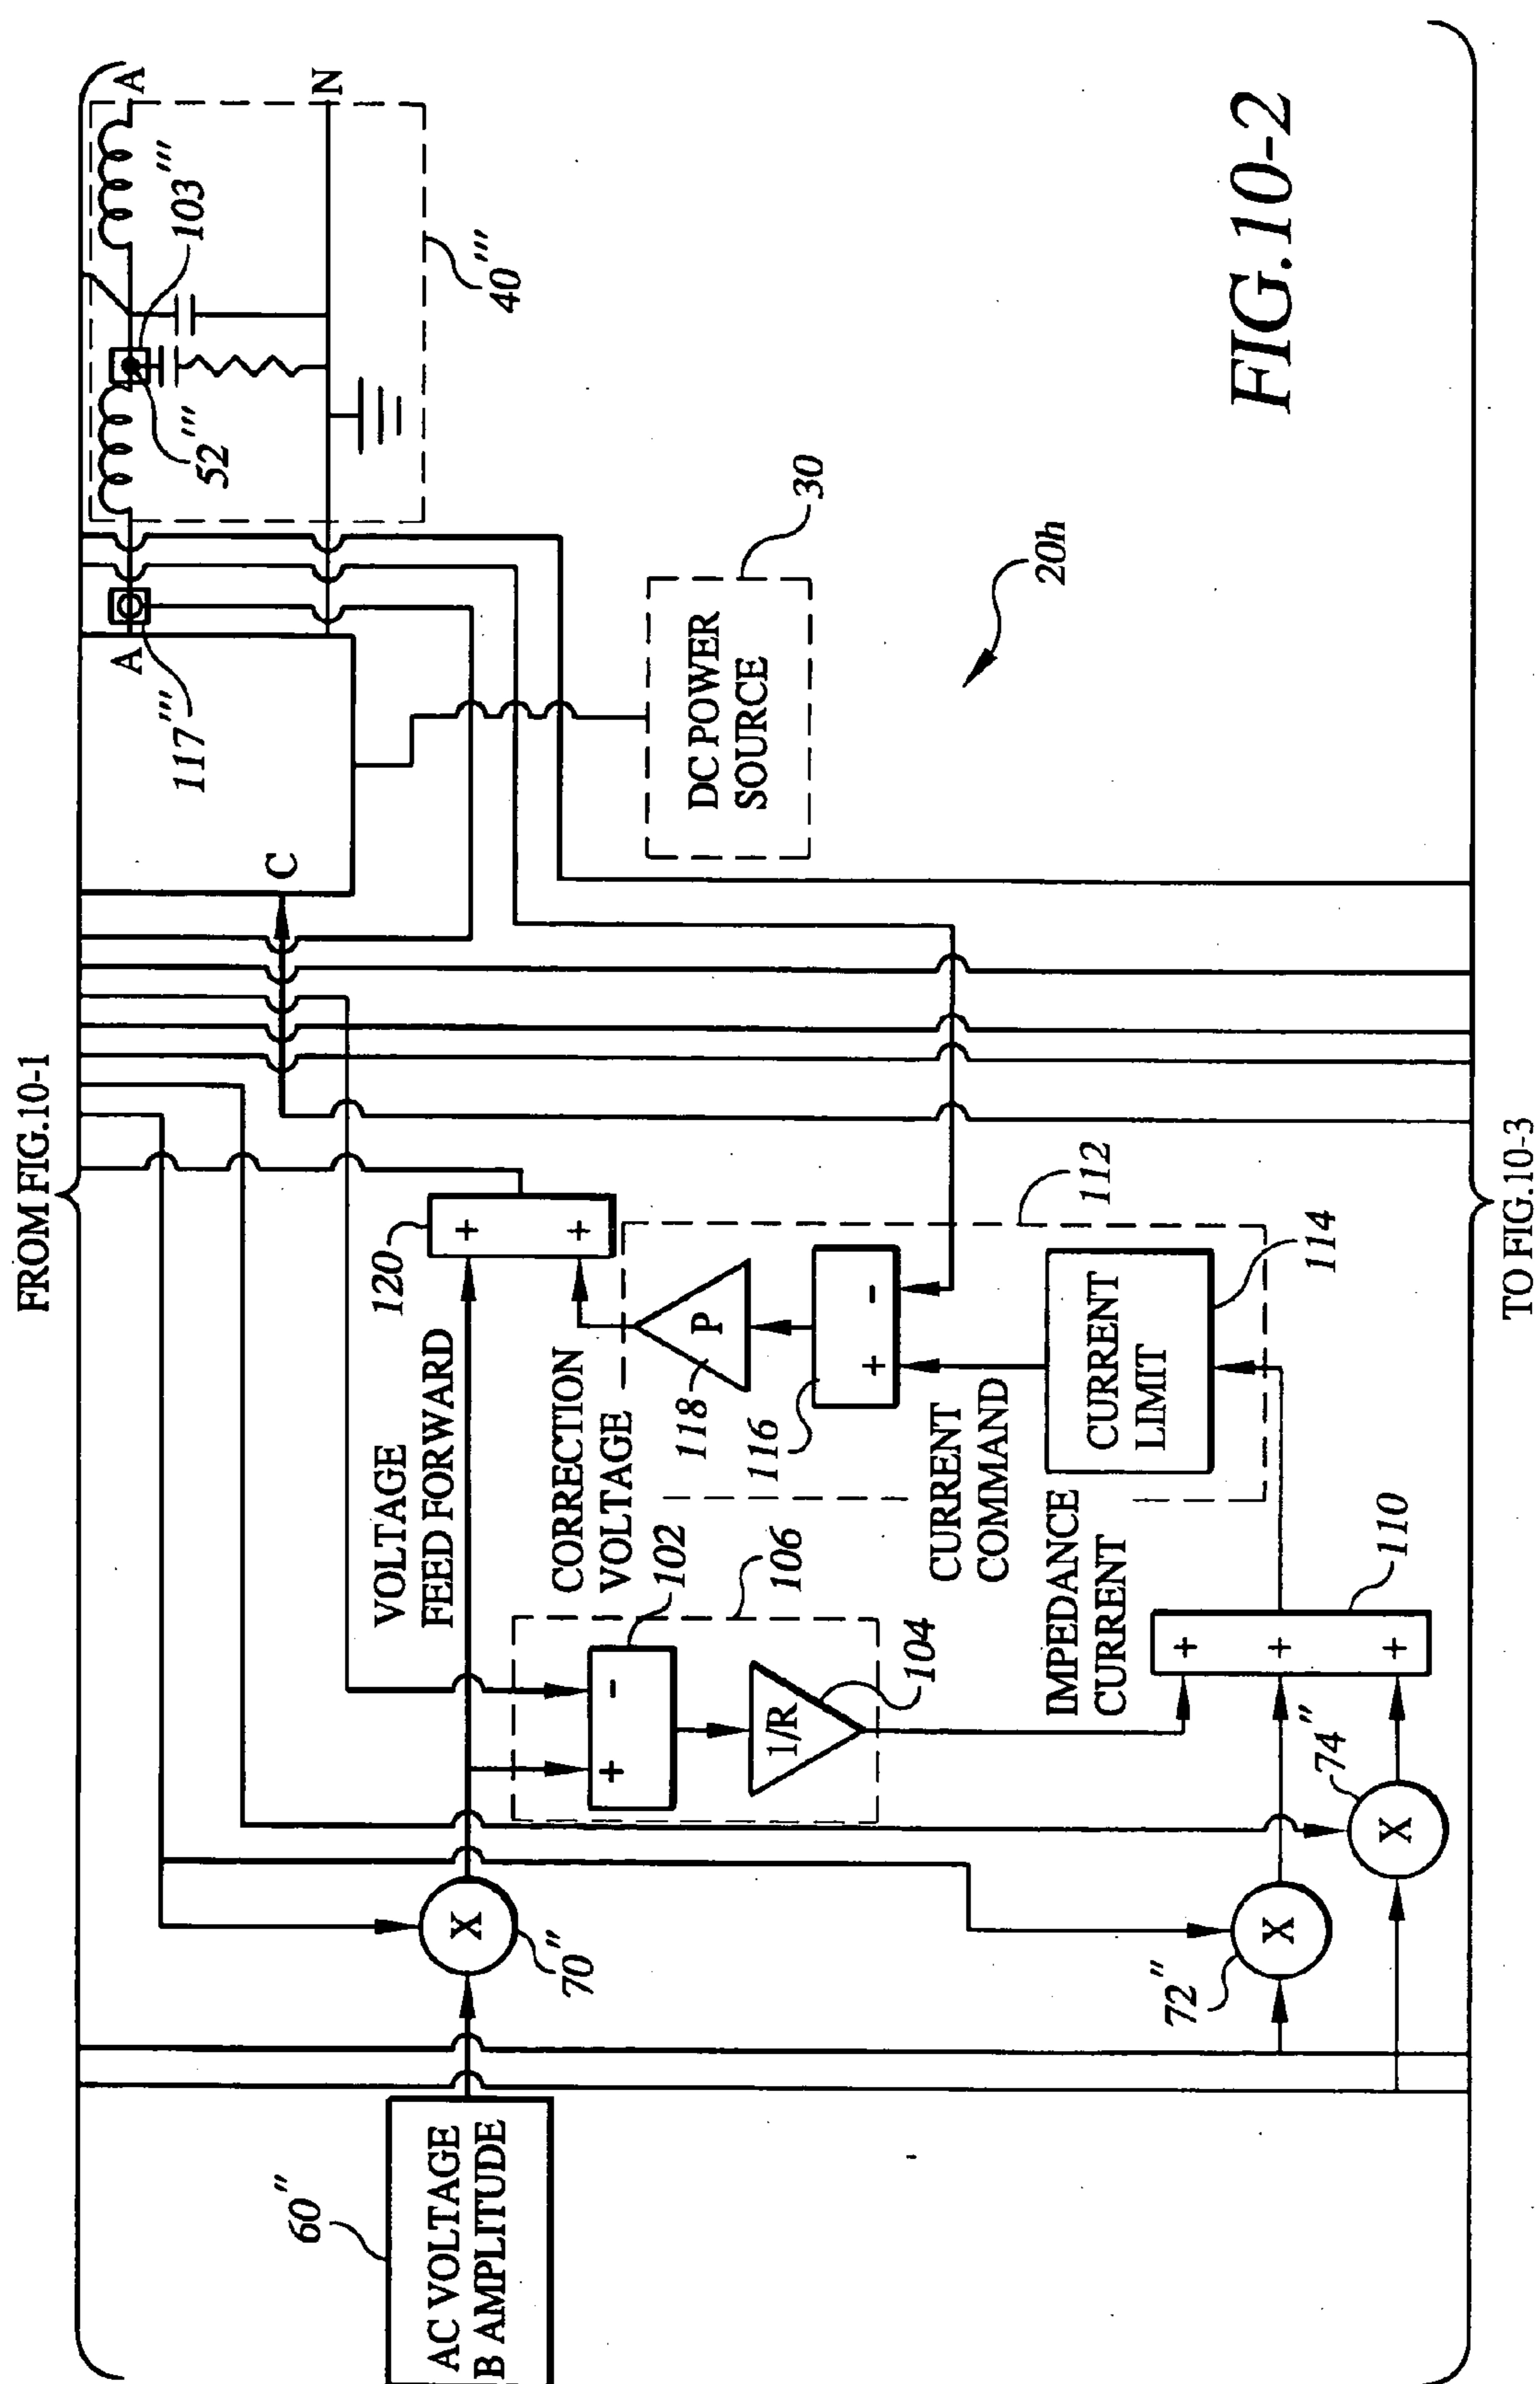 FROM FIG.10-1
A
A
N
103'''
52'''
40'''
117'''
C
DC POWER
SOURCE
30
20h
FIG.10-2
60''
AC VOLTAGE
B AMPLITUDE
X
70''
VOLTAGE
FEED FORWARD
120
+
+
CORRECTION
VOLTAGE
P
118
116
+
-
112
102
+
-
106
1/R
104
CURRENT
COMMAND
CURRENT
LIMIT
114
IMPEDANCE
CURRENT
110
+
+
+
X
72''
X
74''
TO FIG.10-3